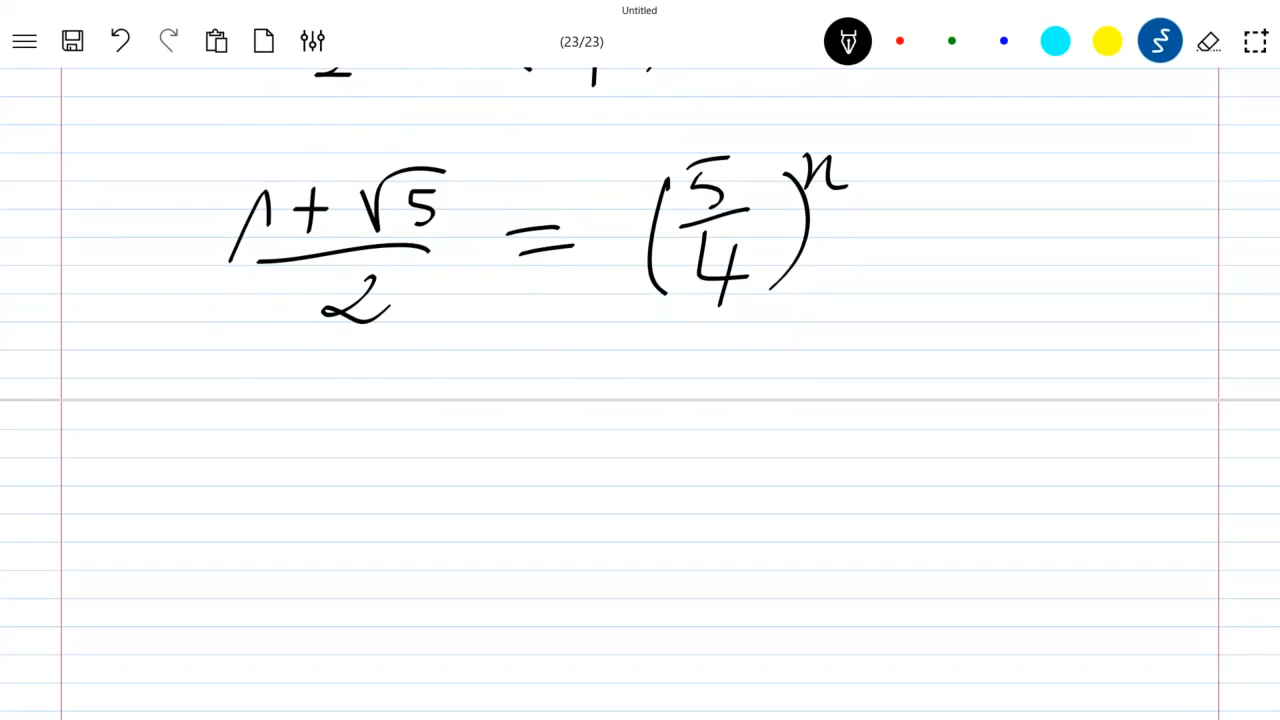 Untitled
(23/23)
(1 + √5)/2 = (5/4)^x